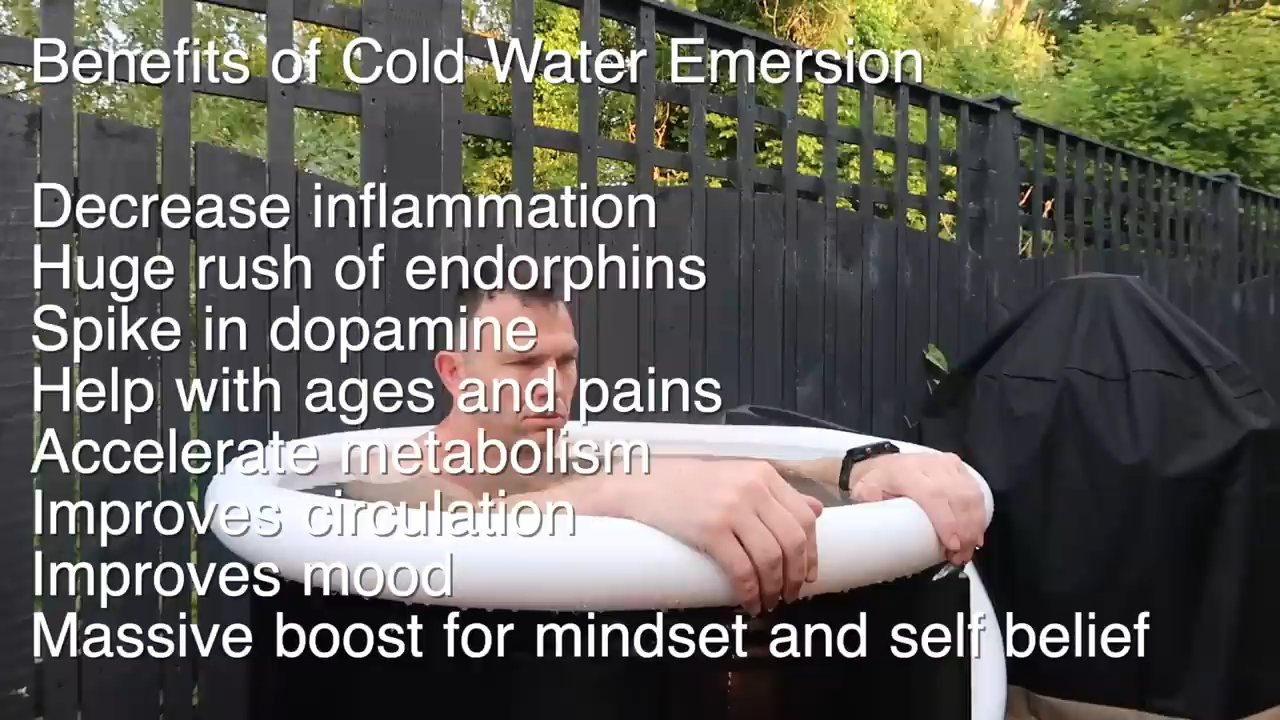 Benefits of Cold Water Emersion
Decrease inflammation
Huge rush of endorphins
Spike in dopamine
Help with ages and pains
Accelerate metabolism
Improves circulation
Improves mood
Massive boost for mindset and self belief